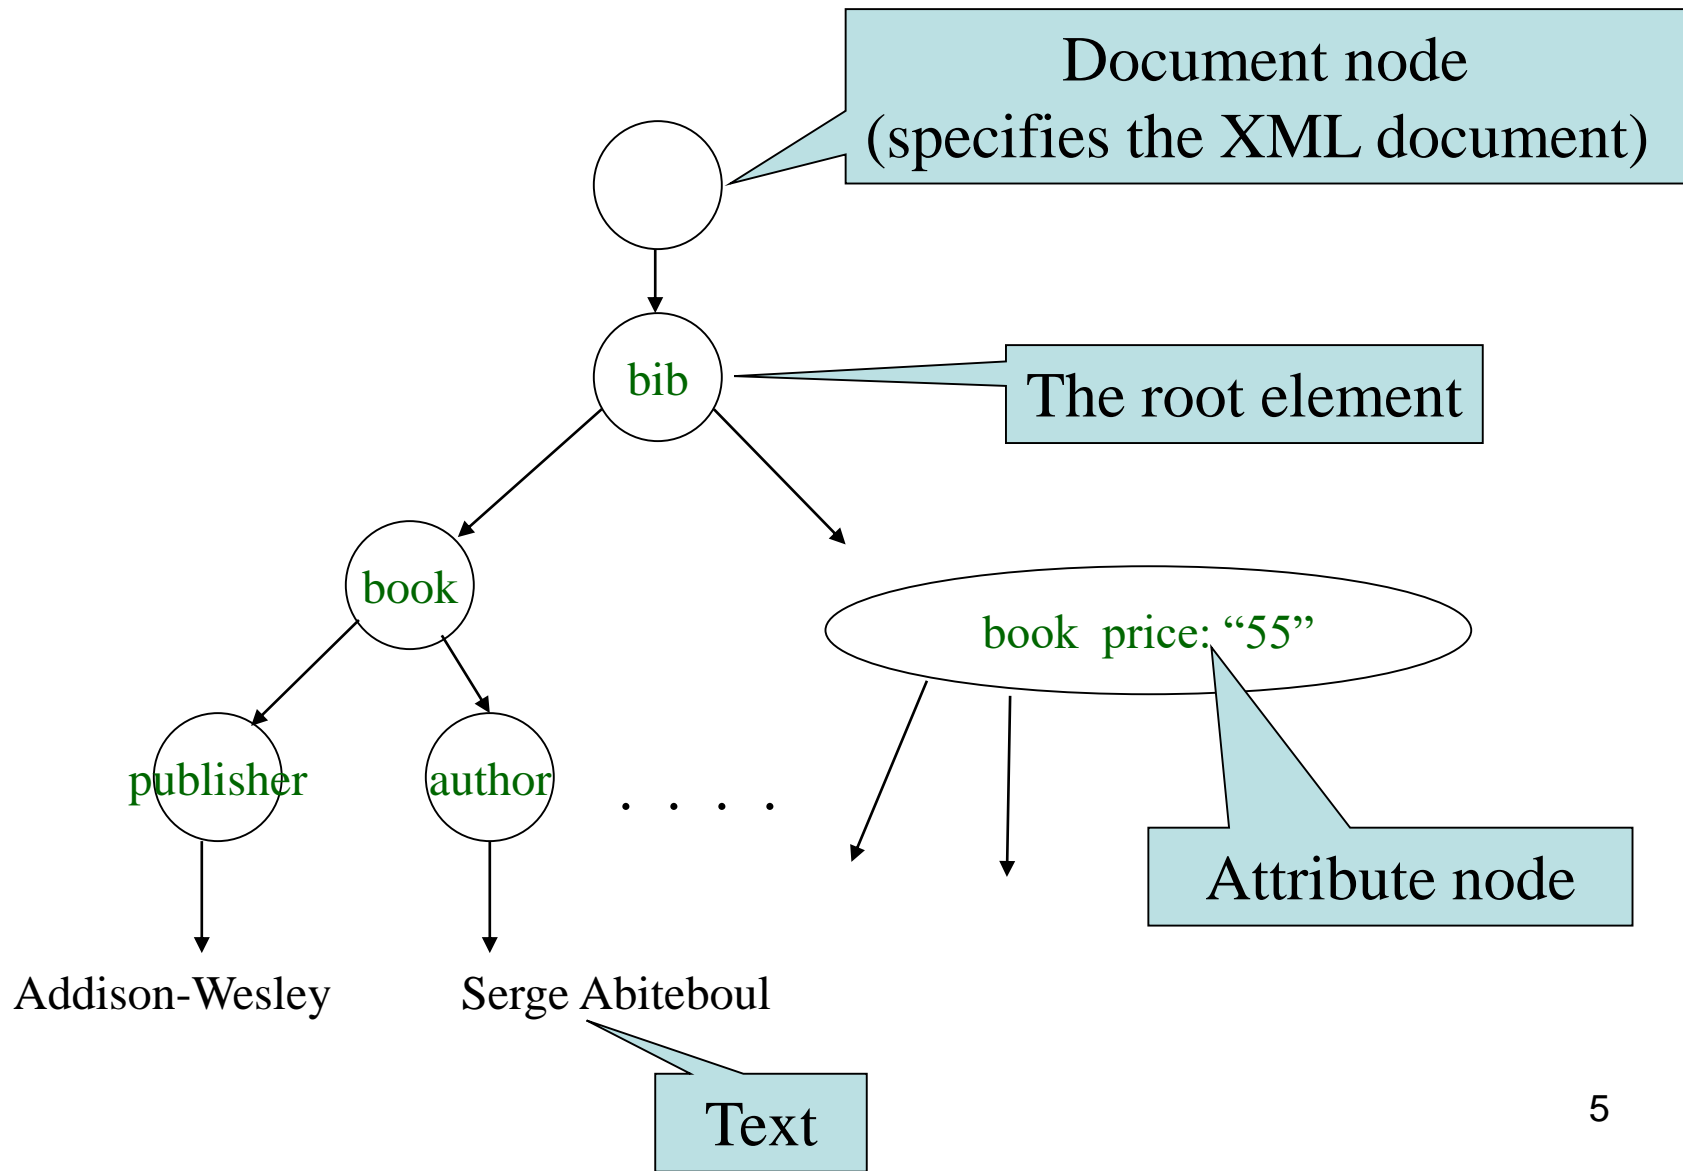 Document node
(specifies the XML document)
bib
The root element
book
book price: “55”
publisher
author
. . . .
Attribute node
Addison-Wesley
Serge Abiteboul
Text
5